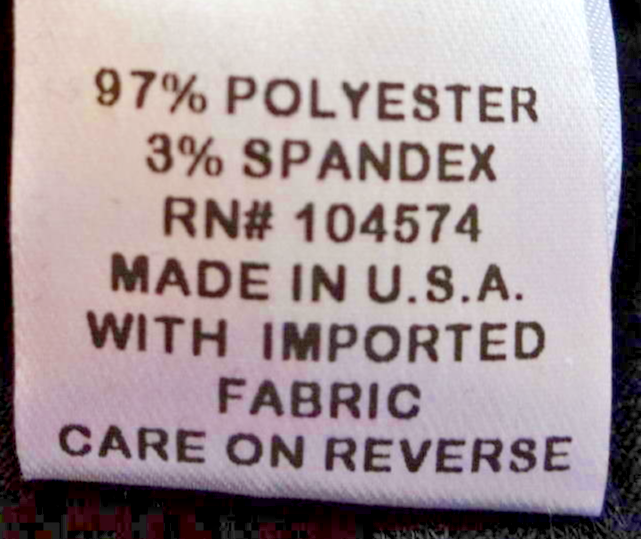 97% POLYESTER
3% SPANDEX
RN# 104574
MADE IN U.S.A.
WITH IMPORTED
FABRIC
CARE ON REVERSE